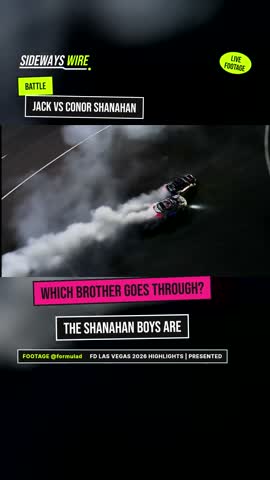 SIDEWAYS WIRE.
LIVE
FOOTAGE
BATTLE
JACK VS CONOR SHANAHAN
WHICH BROTHER GOES THROUGH?
THE SHANAHAN BOYS ARE
FOOTAGE @formulad FD LAS VEGAS 2026 HIGHLIGHTS | PRESENTED